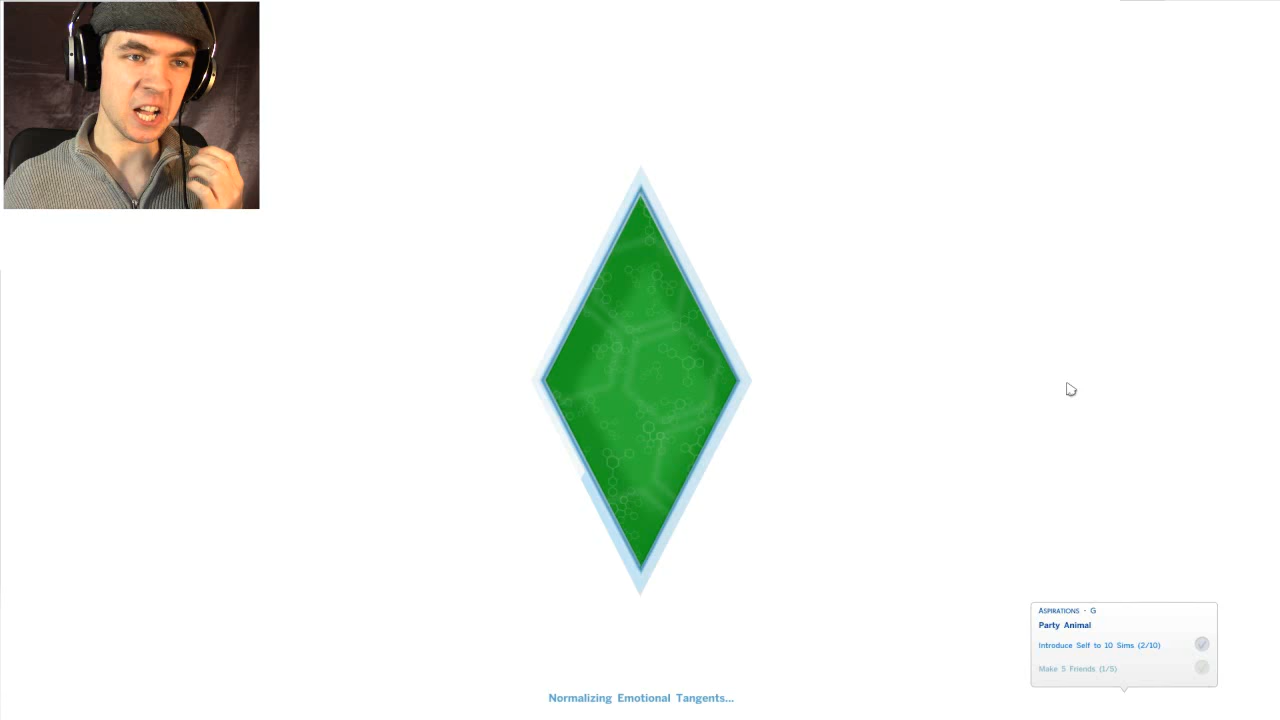 Aspirations - G
Party Animal
Introduce Self to 10 Sims (2/10)
Make 5 Friends (1/5)
Normalizing Emotional Tangents...